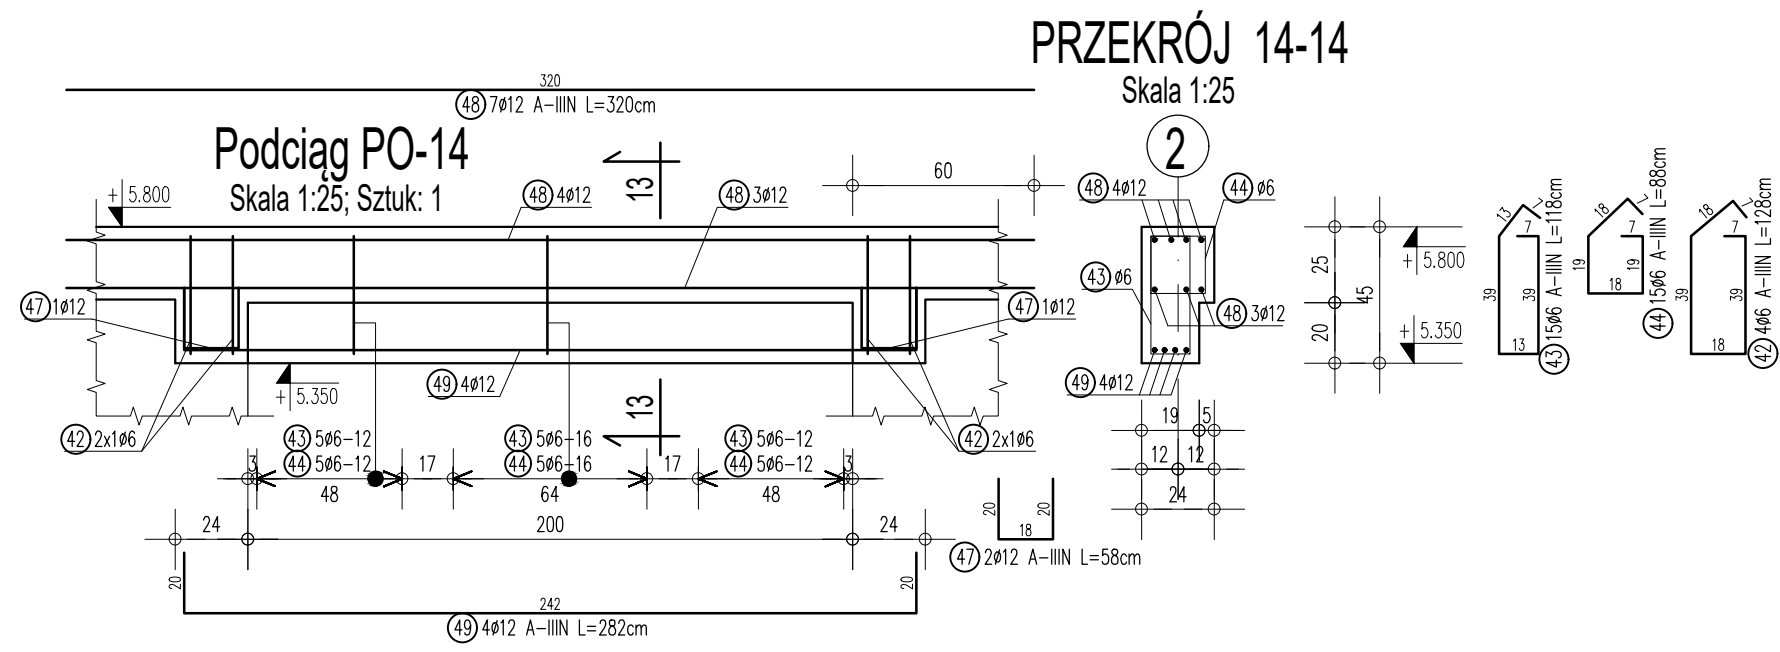 PRZEKRÓJ 14-14
Skala 1:25
2
320
48 7ø12 A-IIIN L=320cm
Podciąg PO-14
Skala 1:25; Sztuk: 1
13
60
+ 5.800
48 4ø12
48 3ø12
47 1ø12
47 1ø12
49 4ø12
+ 5.350
13
42 2x1ø6
42 2x1ø6
43 5ø6-12
44 5ø6-12
43 5ø6-16
44 5ø6-16
43 5ø6-12
44 5ø6-12
3
48
17
64
17
48
3
24
200
24
20
242
20
49 4ø12 A-IIIN L=282cm
20
18
20
47 2ø12 A-IIIN L=58cm
48 4ø12
44 ø6
43 ø6
48 3ø12
49 4ø12
19
5
12
12
24
25
20
45
+ 5.800
+ 5.350
13
7
7
39
39
13
43 15ø6 A-IIIN L=118cm
18
7
7
19
19
18
44 15ø6 A-IIIN L=88cm
18
7
7
39
39
18
42 4ø6 A-IIIN L=128cm